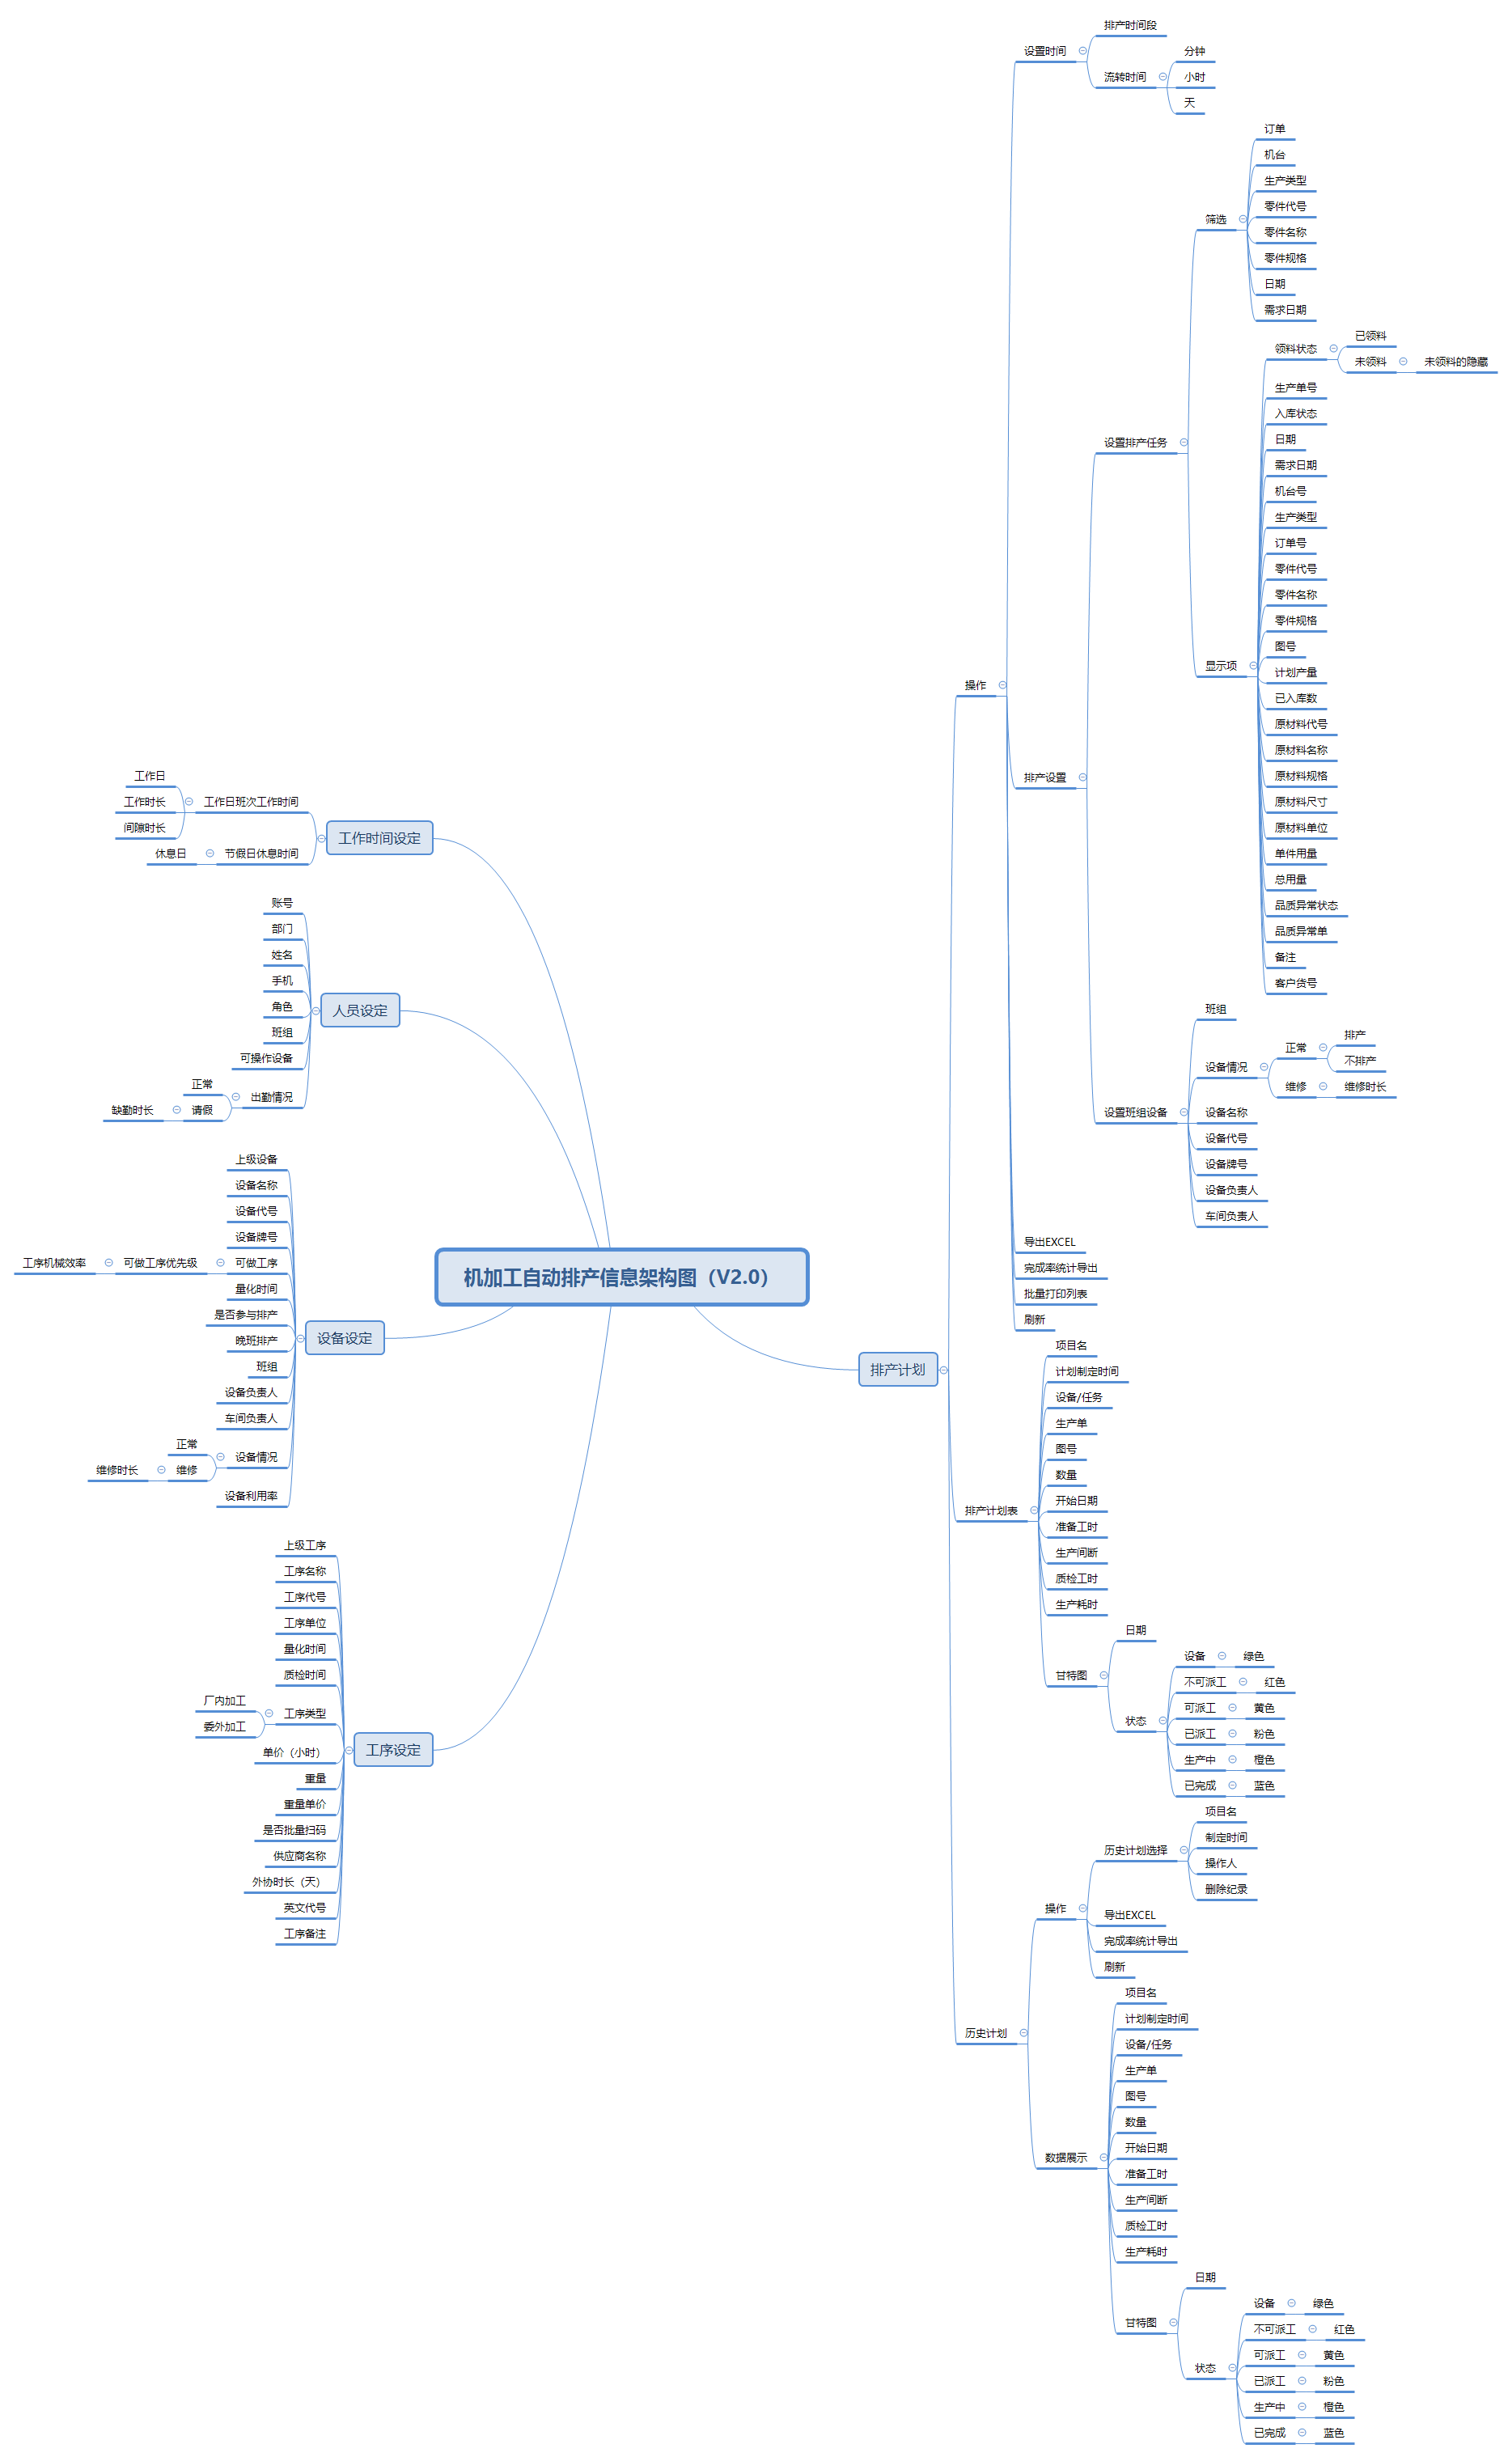 机加工自动排产信息架构图（V2.0）
工作时间设定
工作日班次工作时间
工作日
工作时长
间隙时长
节假日休息时间
休息日
人员设定
账号
部门
姓名
手机
角色
班组
可操作设备
出勤情况
正常
请假
缺勤时长
设备设定
上级设备
设备名称
设备代号
设备牌号
可做工序
可做工序优先级
工序机械效率
量化时间
是否参与排产
晚班排产
班组
设备负责人
车间负责人
设备情况
正常
维修
维修时长
设备利用率
工序设定
上级工序
工序名称
工序代号
工序单位
量化时间
质检时间
工序类型
厂内加工
委外加工
单价（小时）
重量
重量单价
是否批量扫码
供应商名称
外协时长（天）
英文代号
工序备注
排产计划
操作
设置时间
排产时间段
流转时间
分钟
小时
天
排产设置
设置排产任务
筛选
订单
机台
生产类型
零件代号
零件名称
零件规格
日期
需求日期
显示项
领料状态
已领料
未领料
未领料的隐藏
生产单号
入库状态
日期
需求日期
机台号
生产类型
订单号
零件代号
零件名称
零件规格
图号
计划产量
已入库数
原材料代号
原材料名称
原材料规格
原材料尺寸
原材料单位
单件用量
总用量
品质异常状态
品质异常单
备注
客户货号
设置班组设备
班组
设备情况
正常
排产
不排产
维修
维修时长
设备名称
设备代号
设备牌号
设备负责人
车间负责人
导出EXCEL
完成率统计导出
批量打印列表
刷新
排产计划表
项目名
计划制定时间
设备/任务
生产单
图号
数量
开始日期
准备工时
生产间断
质检工时
生产耗时
甘特图
日期
状态
设备
绿色
不可派工
红色
可派工
黄色
已派工
粉色
生产中
橙色
已完成
蓝色
历史计划
操作
历史计划选择
项目名
制定时间
操作人
删除纪录
导出EXCEL
完成率统计导出
刷新
数据展示
项目名
计划制定时间
设备/任务
生产单
图号
数量
开始日期
准备工时
生产间断
质检工时
生产耗时
甘特图
日期
状态
设备
绿色
不可派工
红色
可派工
黄色
已派工
粉色
生产中
橙色
已完成
蓝色